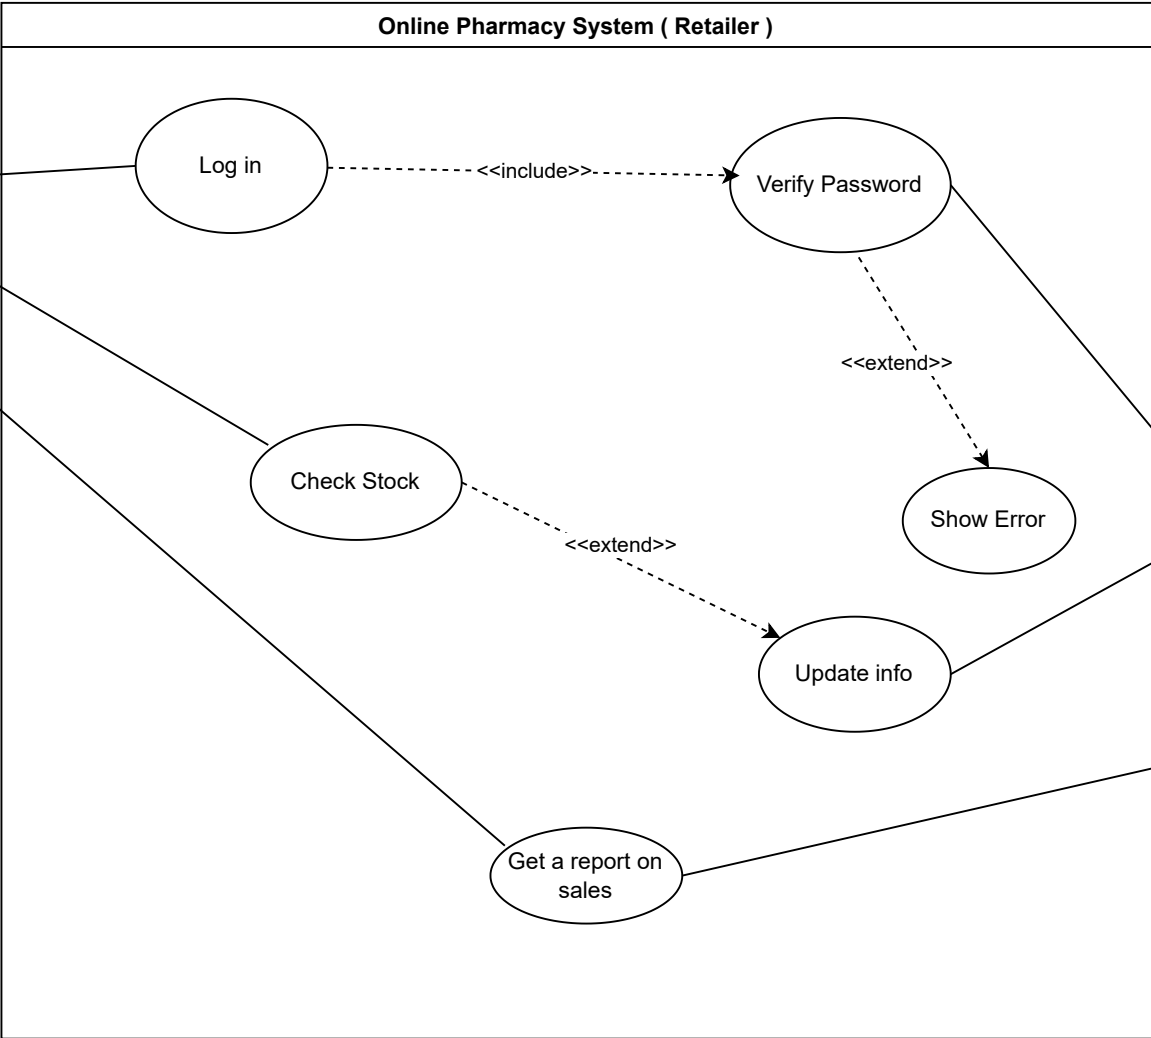 Online Pharmacy System ( Retailer )
Log in
<<include>>
Verify Password
<<extend>>
Check Stock
Show Error
<<extend>>
Update info
Get a report on
sales